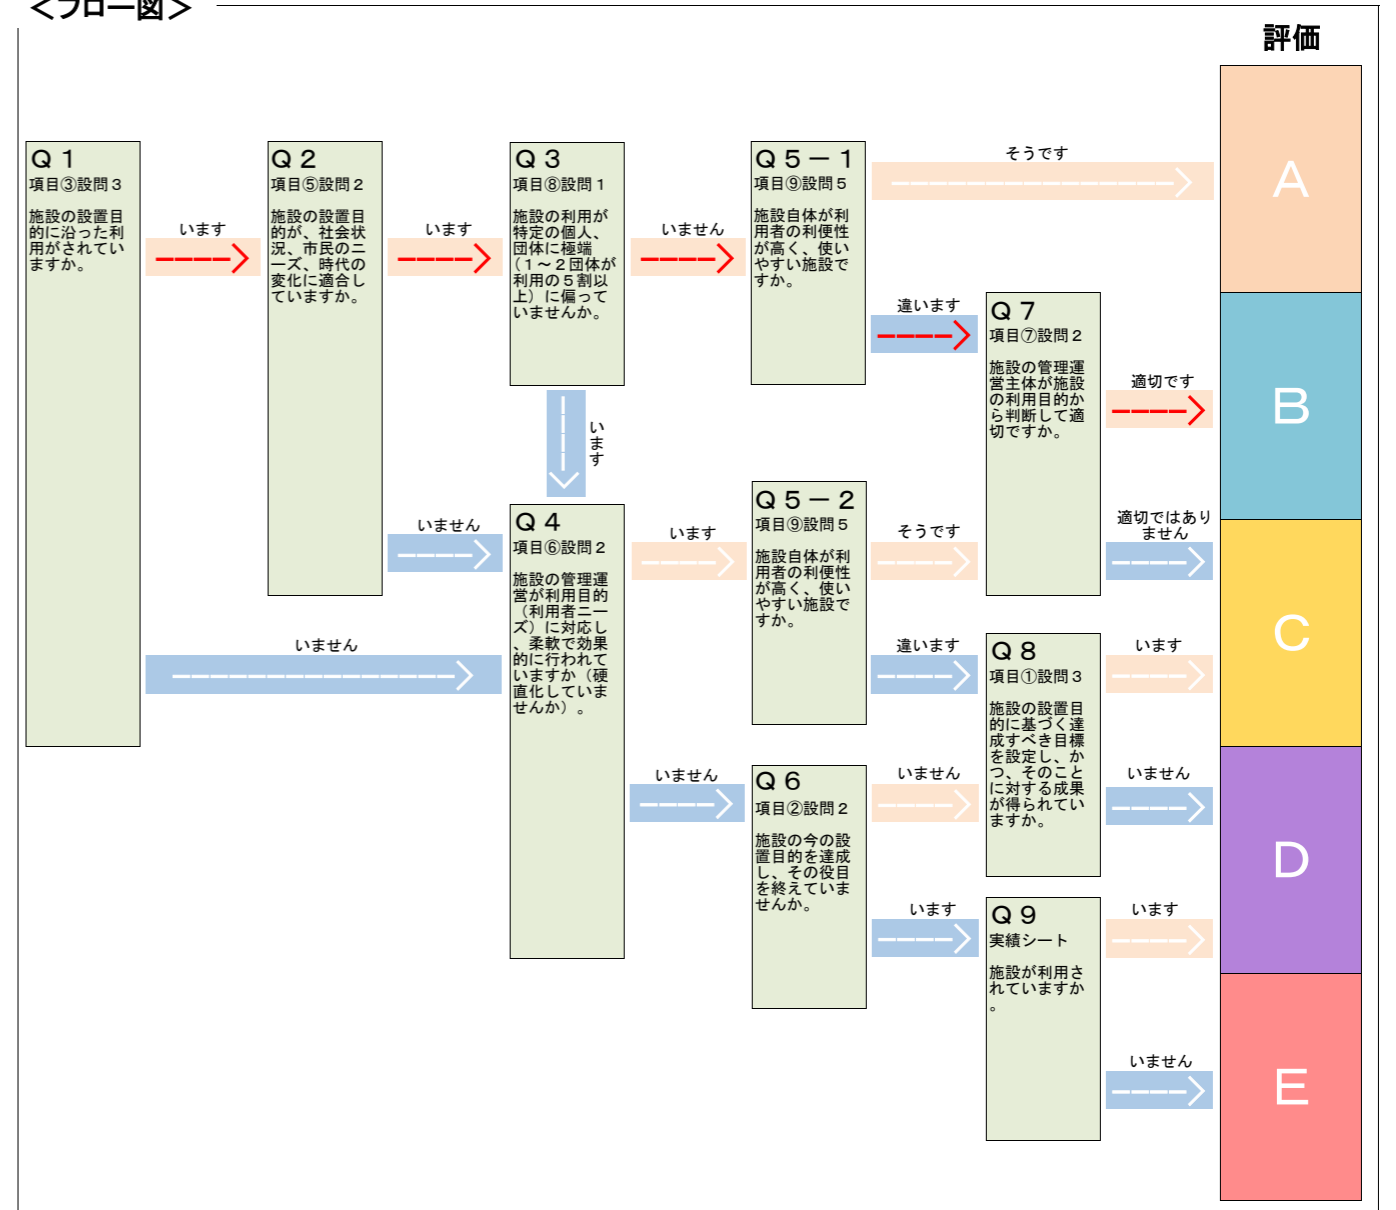 ＜フロー図＞
評価
Ｑ１
項目③設問３
施設の設置目
的に沿った利
用がされてい
ますか。
います
いません
Ｑ２
項目⑤設問２
施設の設置目
的が、社会状
況、市民のニ
ーズ、時代の
変化に適合し
ていますか。
います
いません
Ｑ３
項目⑧設問１
施設の利用が
特定の個人、
団体に極端
（１～２団体が
利用の５割以
上）に偏って
いませんか。
いません
います
Ｑ４
項目⑥設問２
施設の管理運
営が利用目的
（利用者ニー
ズ）に対応し
、柔軟で効果
的に行われて
いますか（硬
直化していま
せんか）。
います
いません
Ｑ５－１
項目⑨設問５
施設自体が利
用者の利便性
が高く、使い
やすい施設で
すか。
そうです
違います
Ｑ５－２
項目⑨設問５
施設自体が利
用者の利便性
が高く、使い
やすい施設で
すか。
そうです
違います
Ｑ６
項目②設問２
施設の今の設
置目的を達成
し、その役目
を終えていま
せんか。
いません
います
Ｑ７
項目⑦設問２
施設の管理運
営主体が施設
の利用目的か
ら判断して適
切ですか。
適切です
適切ではあり
ません
Ｑ８
項目①設問３
施設の設置目
的に基づく達
成すべき目標
を設定し、か
つ、そのこと
に対する成果
が得られてい
ますか。
います
いません
Ｑ９
実績シート
施設が利用さ
れていますか
。
います
いません
Ａ
Ｂ
Ｃ
Ｄ
Ｅ